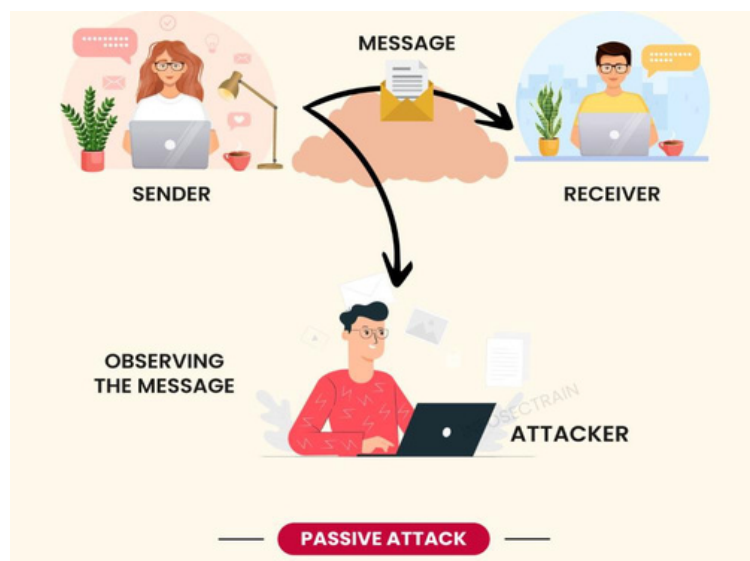 MESSAGE
SENDER
RECEIVER
OBSERVING
THE MESSAGE
ATTACKER
PASSIVE ATTACK